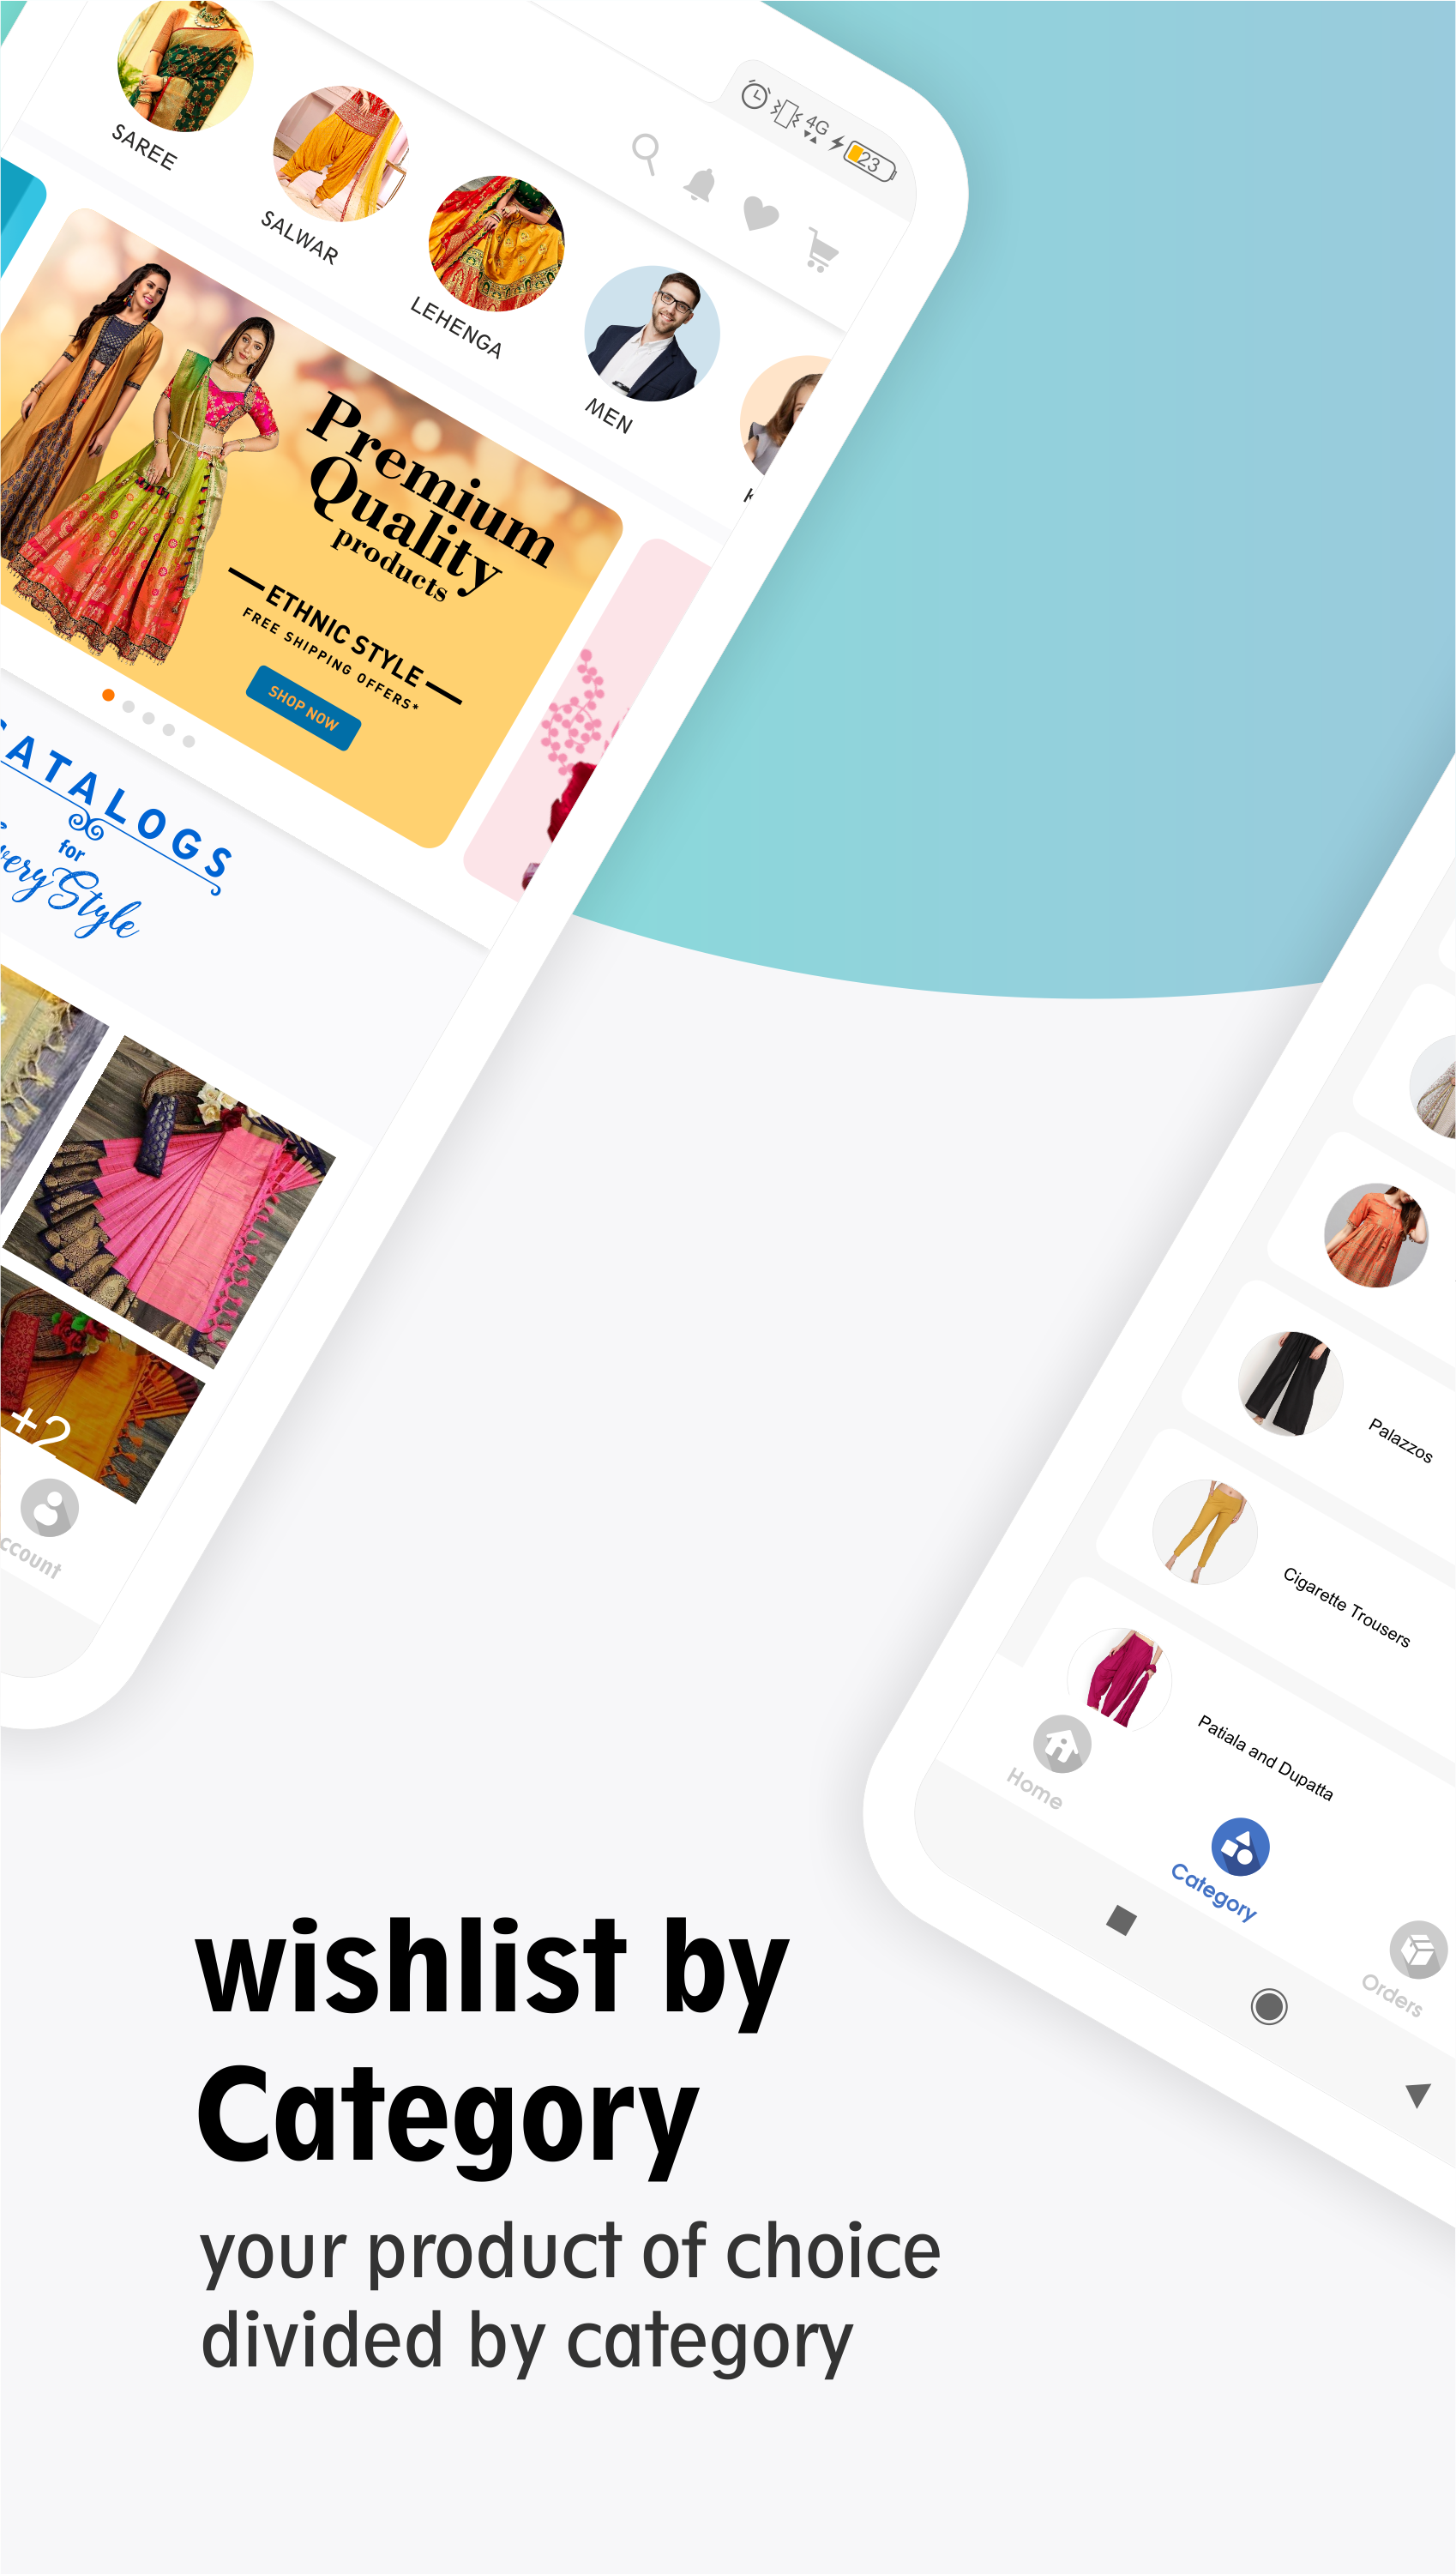 4G
23
SAREE
SALWAR
LEHENGA
MEN
Premium
Quality
products
ETHNIC STYLE
FREE SHIPPING OFFERS*
SHOP NOW
ATALOGS
for
very Style
+2
ccount
Palazzos
Cigarette Trousers
Patiala and Dupatta
Home
Category
Orders
wishlist by
Category
your product of choice
divided by category